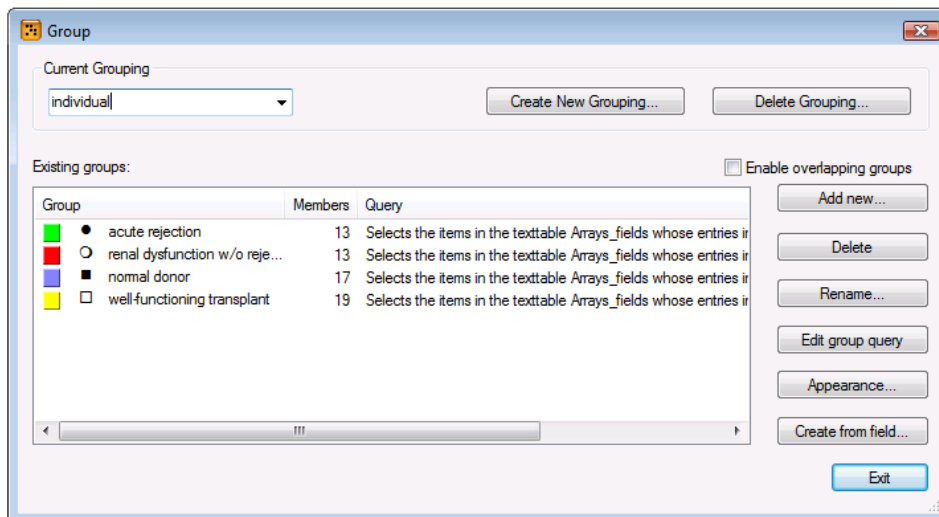 Group
Current Grouping
individual
Create New Grouping...
Delete Grouping...
Existing groups:
Enable overlapping groups
Group Members Query
acute rejection 13 Selects the items in the texttable Arrays_fields whose entries in
renal dysfunction w/o reje... 13 Selects the items in the texttable Arrays_fields whose entries in
normal donor 17 Selects the items in the texttable Arrays_fields whose entries in
well-functioning transplant 19 Selects the items in the texttable Arrays_fields whose entries in
Add new...
Delete
Rename...
Edit group query
Appearance...
Create from field...
Exit